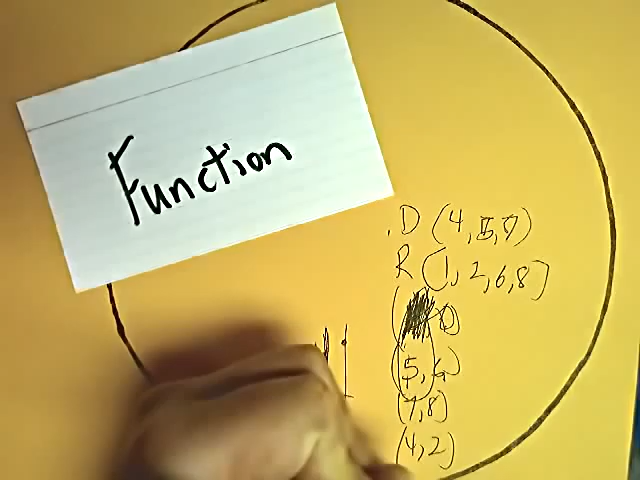 Function
.D (4,5,7)
R (1,2,6,8)
(5,6)
(7,8)
(4,2)